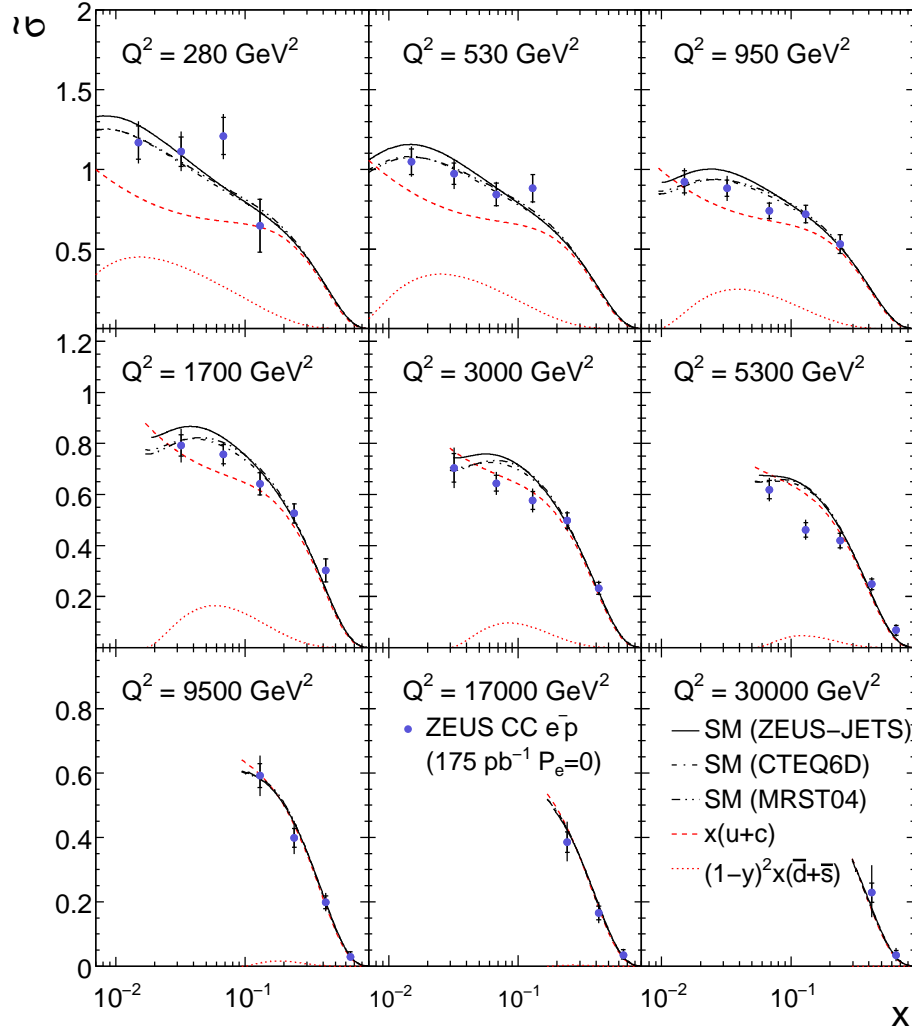 σ̃
Q² = 280 GeV²
Q² = 530 GeV²
Q² = 950 GeV²
2
1.5
1
0.5
Q² = 1700 GeV²
Q² = 3000 GeV²
Q² = 5300 GeV²
1.2
1
0.8
0.6
0.4
0.2
Q² = 9500 GeV²
Q² = 17000 GeV²
Q² = 30000 GeV²
ZEUS CC e⁻p
(175 pb⁻¹ Pₑ=0)
SM (ZEUS−JETS)
SM (CTEQ6D)
SM (MRST04)
x(u+c)
(1−y)²x(d̅+s̅)
0.8
0.6
0.4
0.2
0
10⁻² 10⁻¹ 10⁻² 10⁻¹ 10⁻² 10⁻¹
x